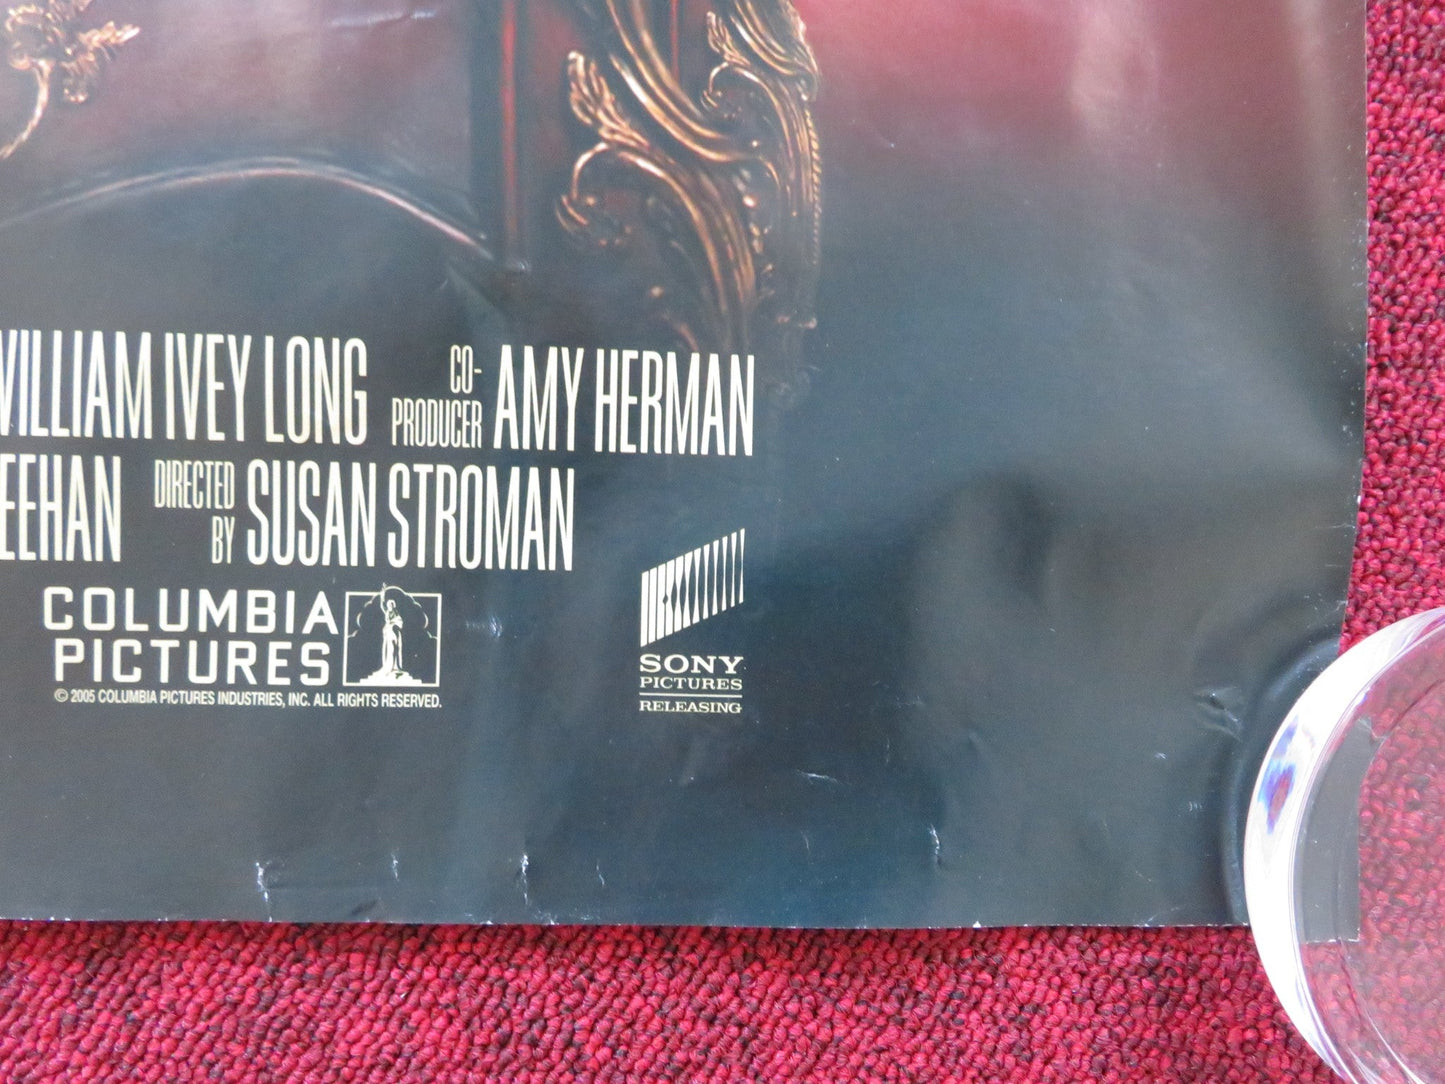 WILLIAM IVEY LONG CO-PRODUCER AMY HERMAN
EEHAN DIRECTED BY SUSAN STROMAN
COLUMBIA
PICTURES
© 2005 COLUMBIA PICTURES INDUSTRIES, INC. ALL RIGHTS RESERVED.
SONY
PICTURES
RELEASING